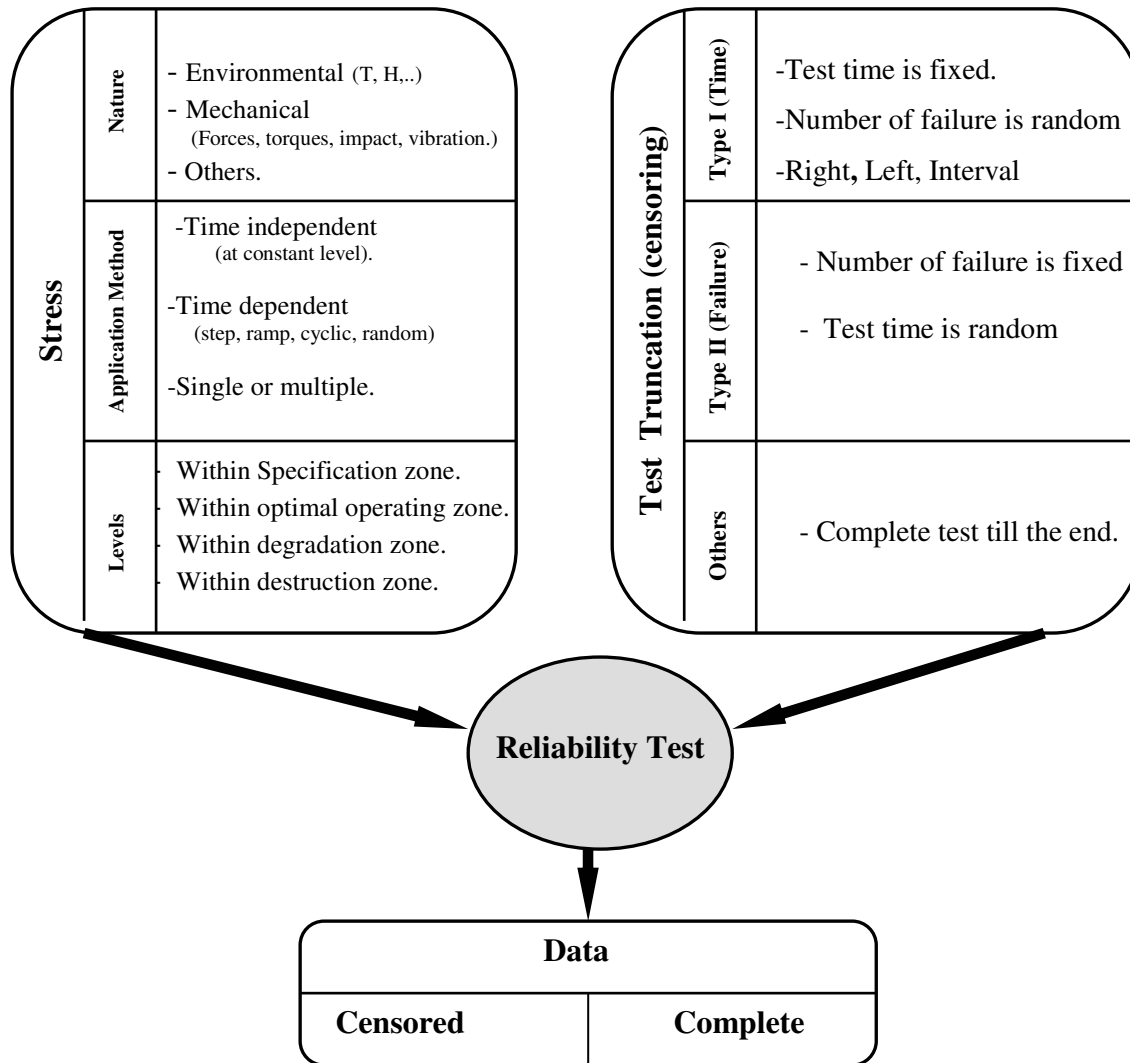 Stress
Nature
- Environmental (T, H,..)
- Mechanical
(Forces, torques, impact, vibration.)
- Others.
Application Method
-Time independent
(at constant level).
-Time dependent
(step, ramp, cyclic, random)
-Single or multiple.
Levels
- Within Specification zone.
- Within optimal operating zone.
- Within degradation zone.
- Within destruction zone.
Test Truncation (censoring)
Type I (Time)
-Test time is fixed.
-Number of failure is random
-Right, Left, Interval
Type II (Failure)
- Number of failure is fixed
- Test time is random
Others
- Complete test till the end.
Reliability Test
Data
Censored Complete